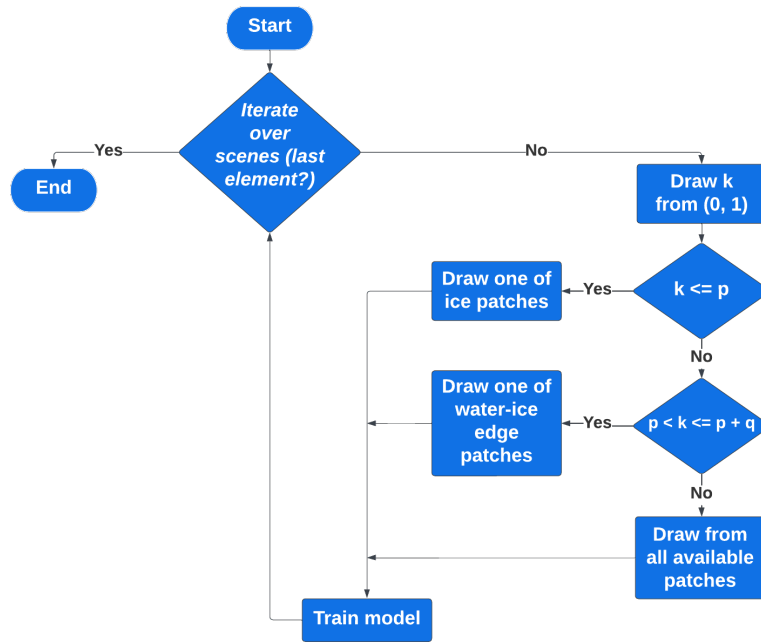 Start
Iterate
over
scenes (last
element?)
Yes
No
End
Draw k
from (0, 1)
Draw one of
ice patches
Yes
k <= p
No
Draw one of
water-ice
edge
patches
Yes
p < k <= p + q
No
Draw from
all available
patches
Train model